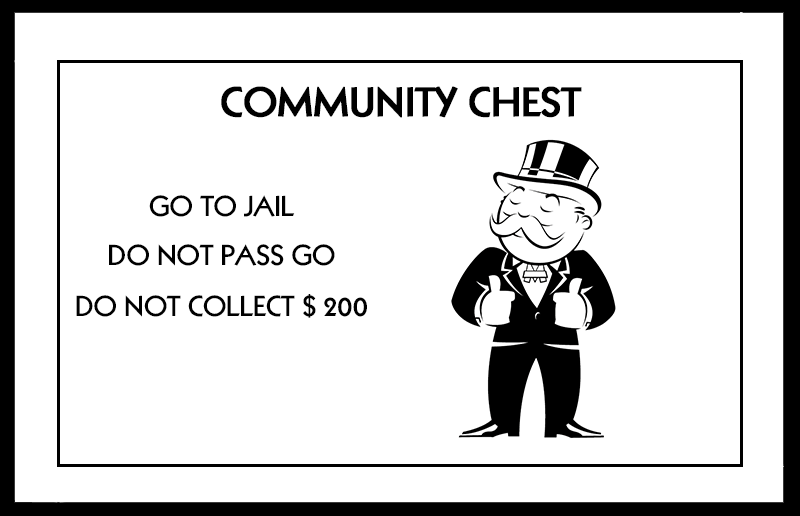 COMMUNITY CHEST
GO TO JAIL
DO NOT PASS GO
DO NOT COLLECT $ 200